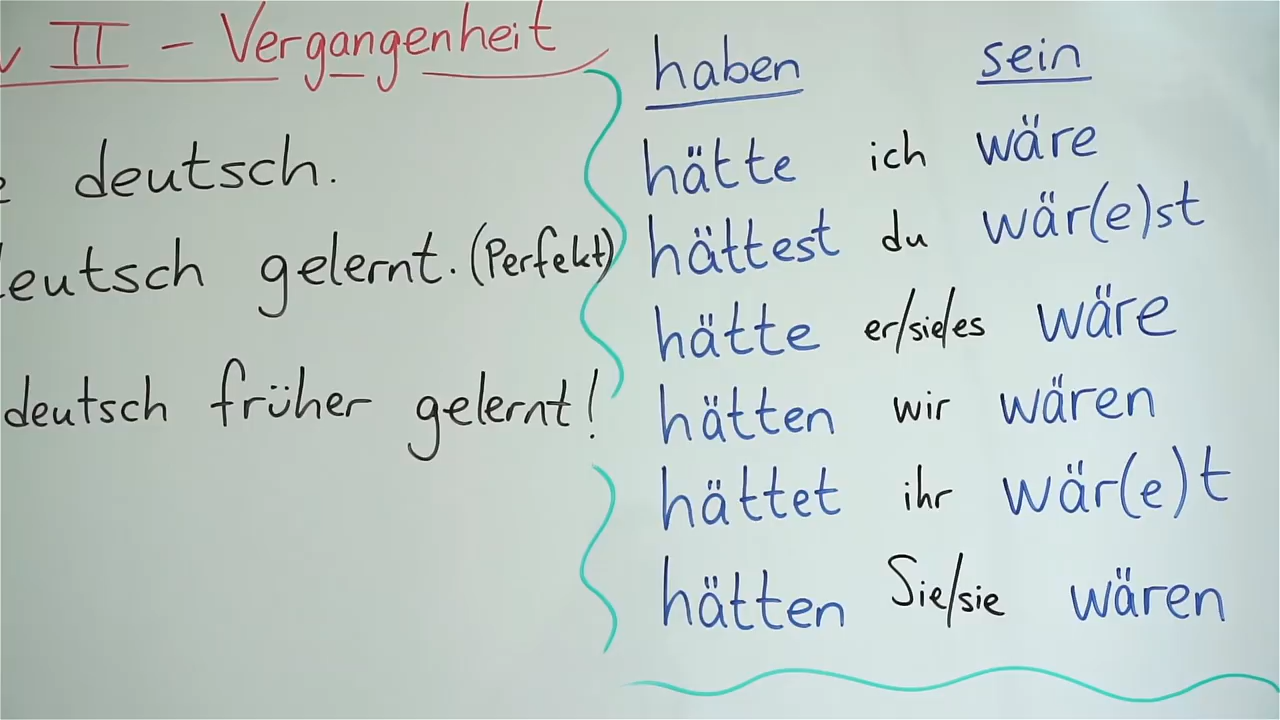 II - Vergangenheit
deutsch.
deutsch gelernt. (Perfekt)
deutsch früher gelernt!
haben sein
hätte ich wäre
hättest du wär(e)st
hätte er/sie/es wäre
hätten wir wären
hättet ihr wär(e)t
hätten Sie/sie wären